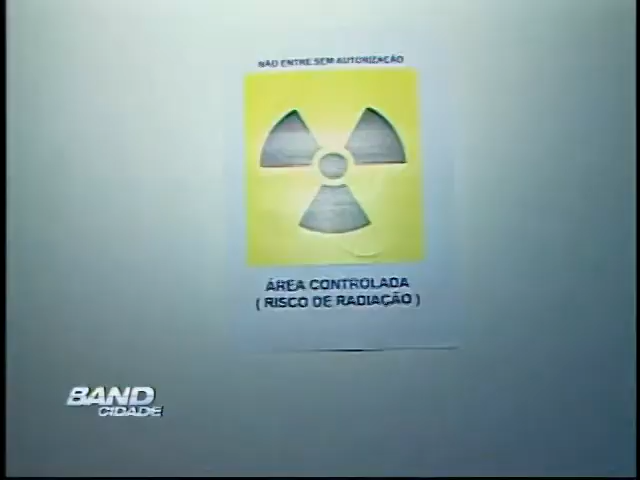 NÃO ENTRE SEM AUTORIZAÇÃO
ÁREA CONTROLADA
( RISCO DE RADIAÇÃO )
BAND
CIDADE